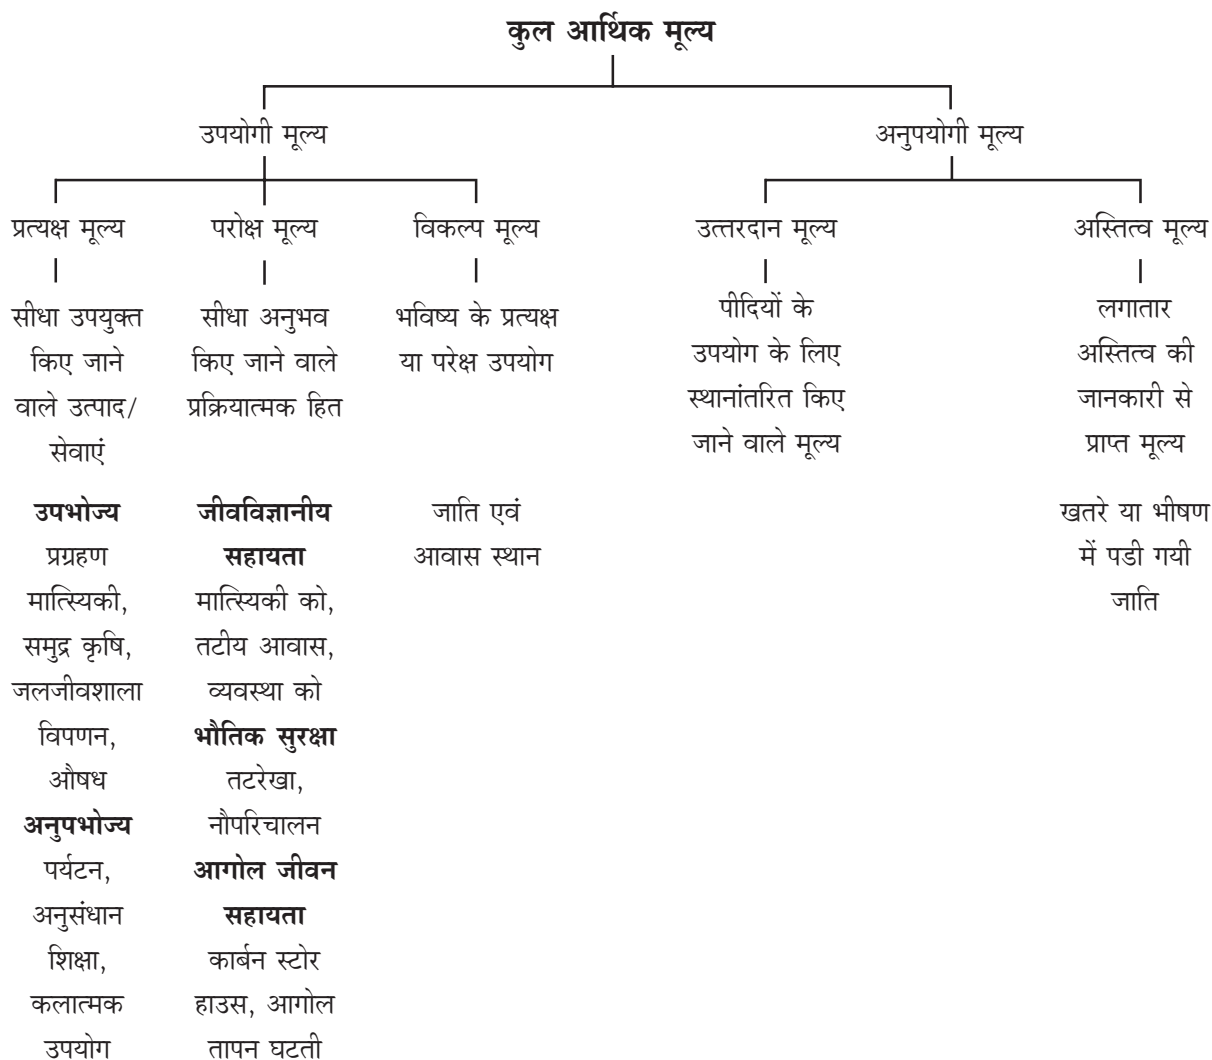 कुल आर्थिक मूल्य
उपयोगी मूल्य
अनुपयोगी मूल्य
प्रत्यक्ष मूल्य
परोक्ष मूल्य
विकल्प मूल्य
उत्तरदान मूल्य
अस्तित्व मूल्य
सीधा उपयुक्त
किए जाने
वाले उत्पाद/
सेवाएं
सीधा अनुभव
किए जाने वाले
प्रक्रियात्मक हित
भविष्य के प्रत्यक्ष
या परेक्ष उपयोग
पीदियों के
उपयोग के लिए
स्थानांतरित किए
जाने वाले मूल्य
लगातार
अस्तित्व की
जानकारी से
प्राप्त मूल्य
उपभोज्य
प्रग्रहण
मात्स्यिकी,
समुद्र कृषि,
जलजीवशाला
विपणन,
औषध
अनुपभोज्य
पर्यटन,
अनुसंधान
शिक्षा,
कलात्मक
उपयोग
जीवविज्ञानीय
सहायता
मात्स्यिकी को,
तटीय आवास,
व्यवस्था को
भौतिक सुरक्षा
तटरेखा,
नौपरिचालन
आगोल जीवन
सहायता
कार्बन स्टोर
हाउस, आगोल
तापन घटती
जाति एवं
आवास स्थान
खतरे या भीषण
में पडी गयी
जाति